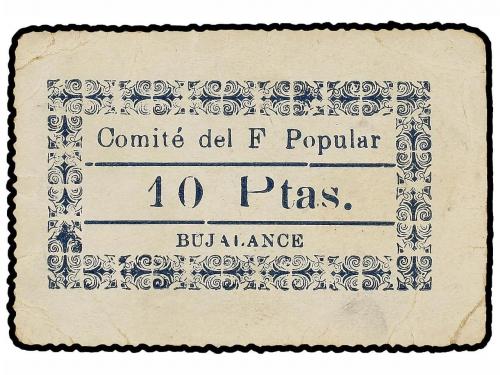 Comité del F Popular
10 Ptas.
BUJALANCE